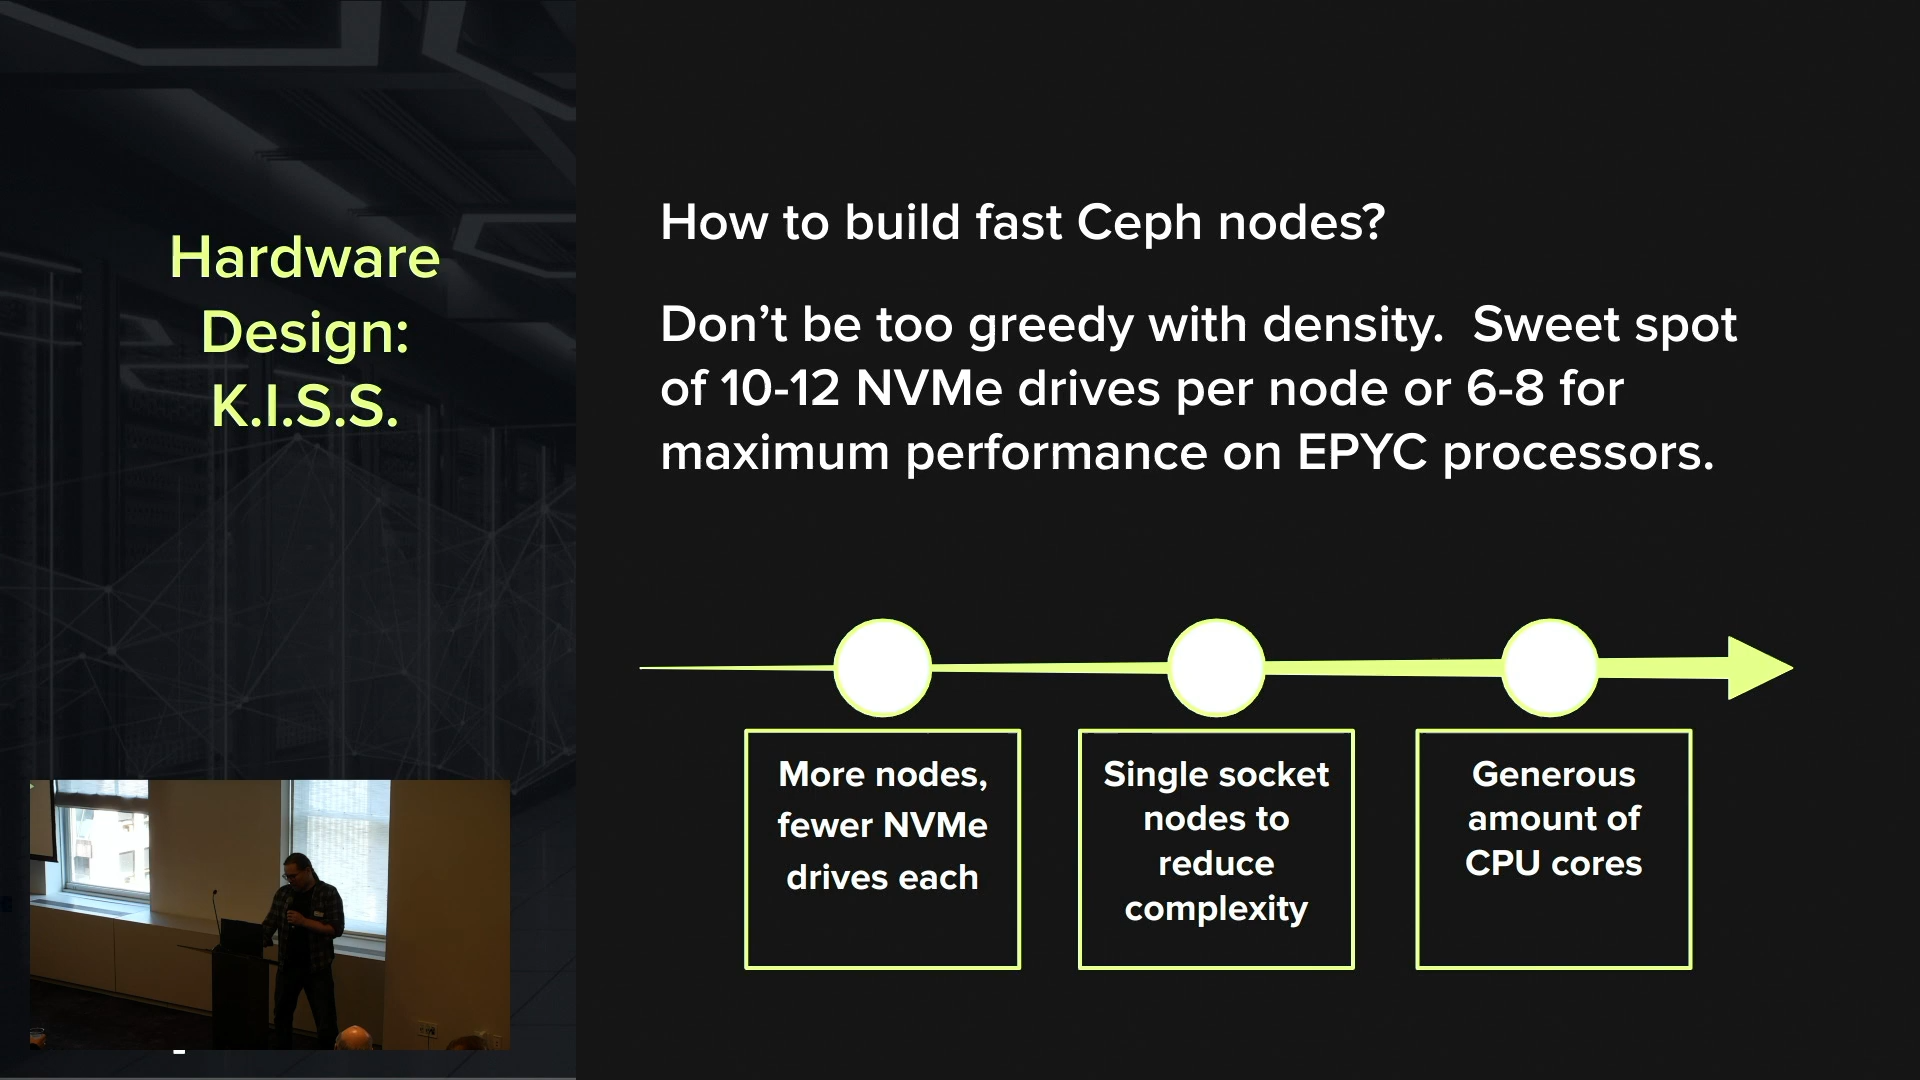 Hardware
Design:
K.I.S.S.
How to build fast Ceph nodes?
Don’t be too greedy with density.  Sweet spot
of 10-12 NVMe drives per node or 6-8 for
maximum performance on EPYC processors.
More nodes,
fewer NVMe
drives each
Single socket
nodes to
reduce
complexity
Generous
amount of
CPU cores